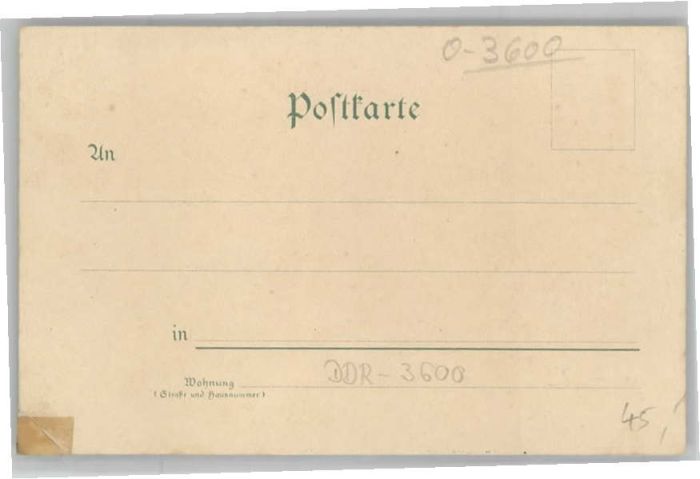 O-3600
Postkarte
An
in
DDR-3600
Wohnung
(Straße und Hausnummer)
45,